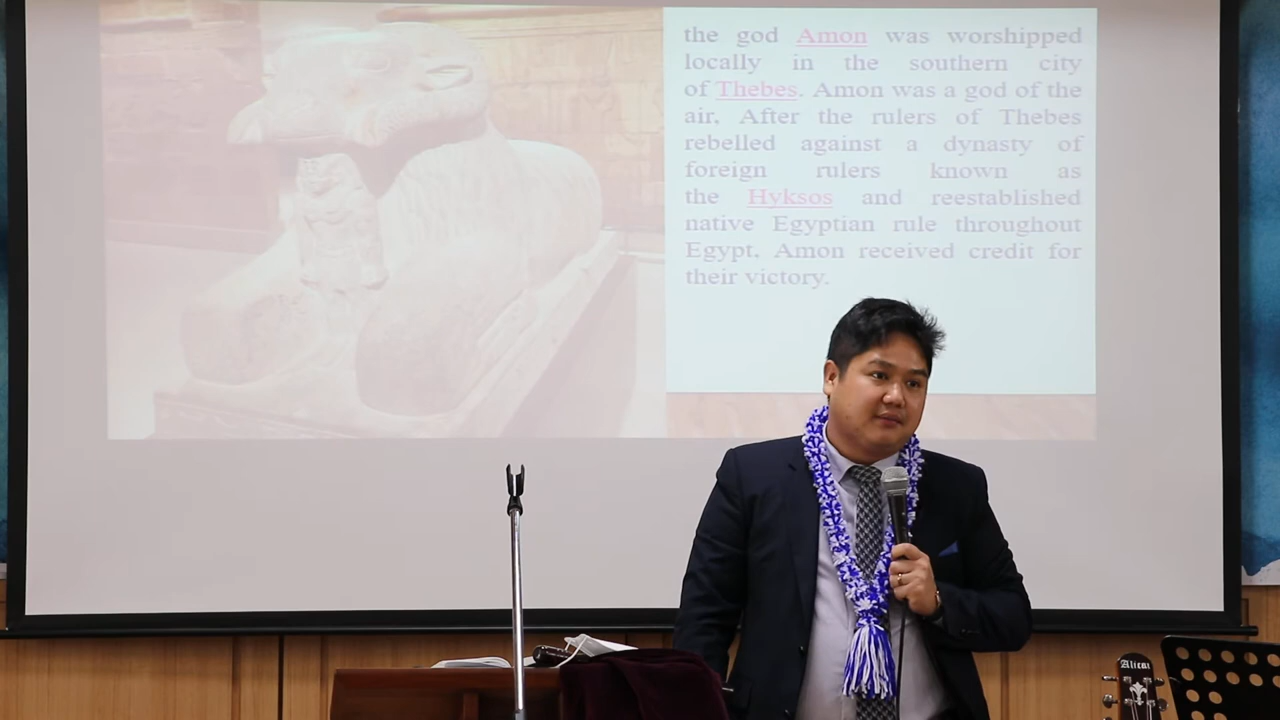 the god Amon was worshipped
locally in the southern city
of Thebes. Amon was a god of the
air. After the rulers of Thebes
rebelled against a dynasty of
foreign rulers known as
the Hyksos and reestablished
native Egyptian rule throughout
Egypt, Amon received credit for
their victory.